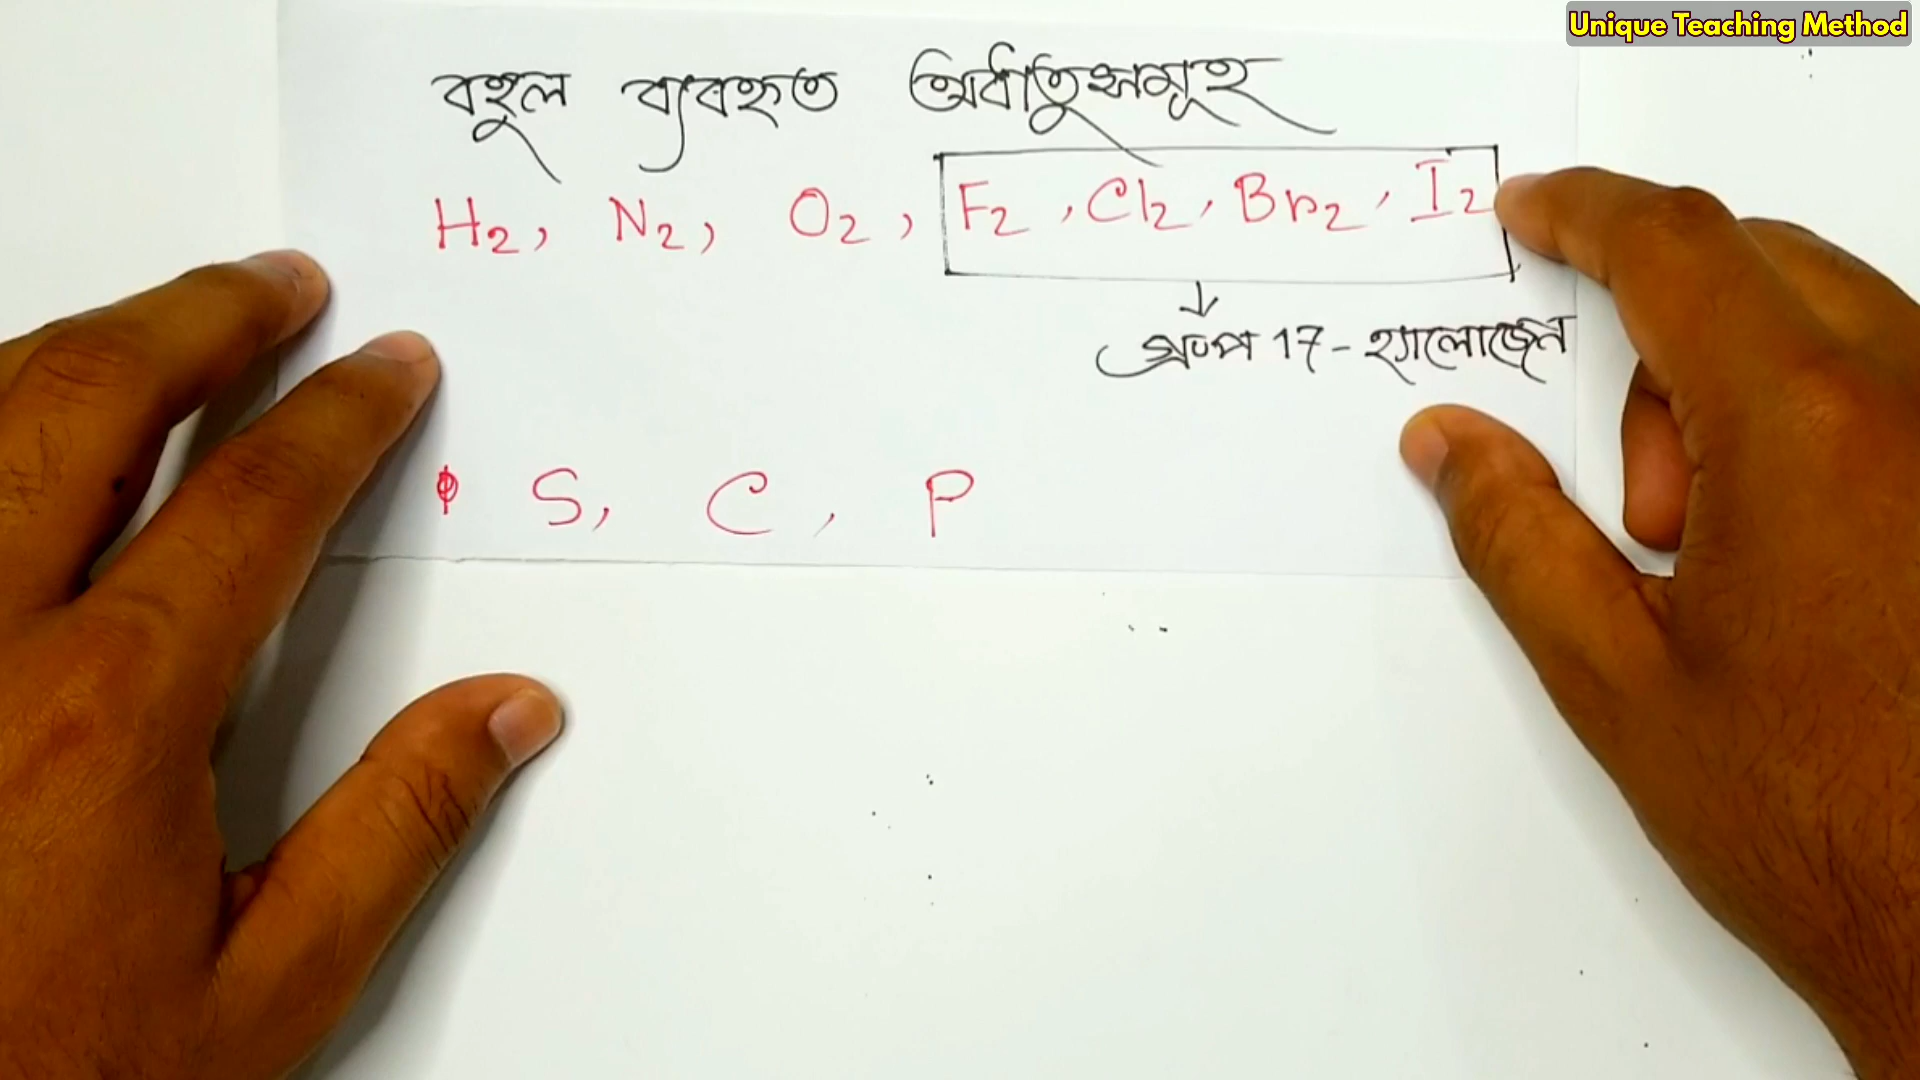 Unique Teaching Method
বহুল ব্যবহৃত অধাতুসমূহ
H2, N2, O2, F2, Cl2, Br2, I2
↓
গ্রুপ 17 - হ্যালোজেন
S, C, P